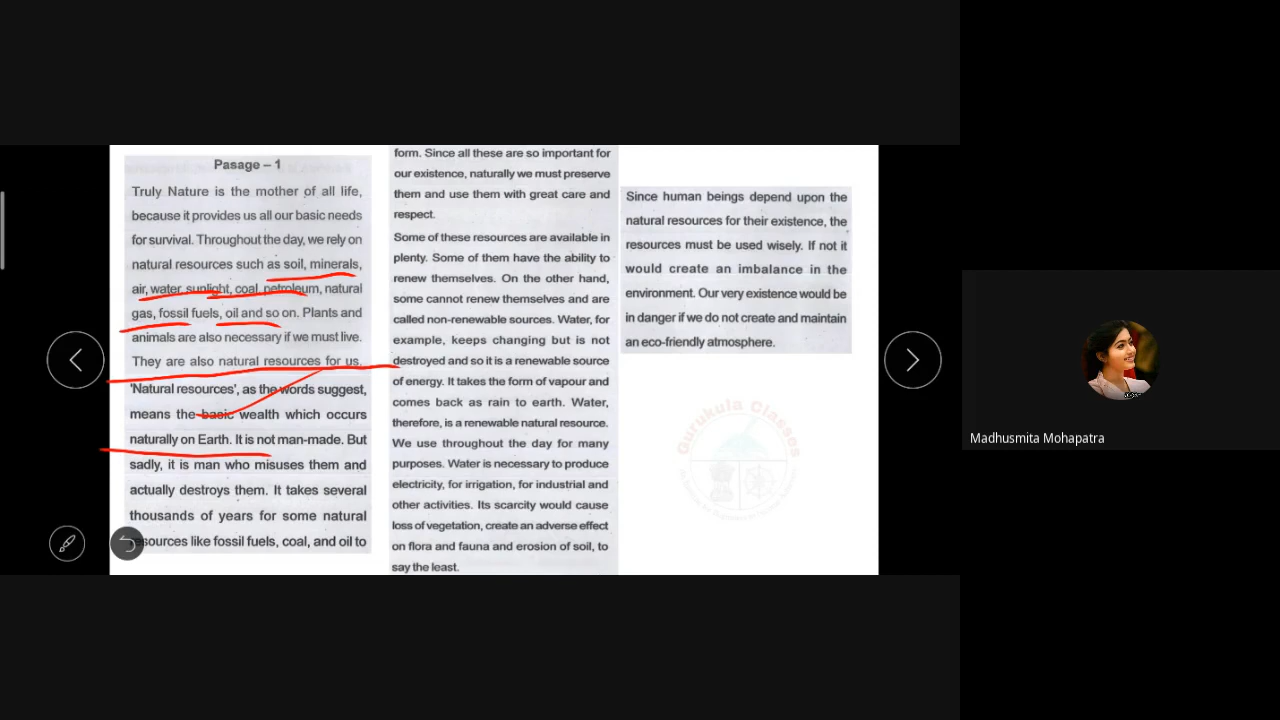 Pasage – 1
Truly Nature is the mother of all life,
because it provides us all our basic needs
for survival. Throughout the day, we rely on
natural resources such as soil, minerals,
air, water, sunlight, coal, petroleum, natural
gas, fossil fuels, oil and so on. Plants and
animals are also necessary if we must live.
They are also natural resources for us.
'Natural resources', as the words suggest,
means the basic wealth which occurs
naturally on Earth. It is not man-made. But
sadly, it is man who misuses them and
actually destroys them. It takes several
thousands of years for some natural
resources like fossil fuels, coal, and oil to
form. Since all these are so important for
our existence, naturally we must preserve
them and use them with great care and
respect.
Some of these resources are available in
plenty. Some of them have the ability to
renew themselves. On the other hand,
some cannot renew themselves and are
called non-renewable sources. Water, for
example, keeps changing but is not
destroyed and so it is a renewable source
of energy. It takes the form of vapour and
comes back as rain to earth. Water,
therefore, is a renewable natural resource.
We use throughout the day for many
purposes. Water is necessary to produce
electricity, for irrigation, for industrial and
other activities. Its scarcity would cause
loss of vegetation, create an adverse effect
on flora and fauna and erosion of soil, to
say the least.
Since human beings depend upon the
natural resources for their existence, the
resources must be used wisely. If not it
would create an imbalance in the
environment. Our very existence would be
in danger if we do not create and maintain
an eco-friendly atmosphere.
Gurukula Classes
Madhusmita Mohapatra